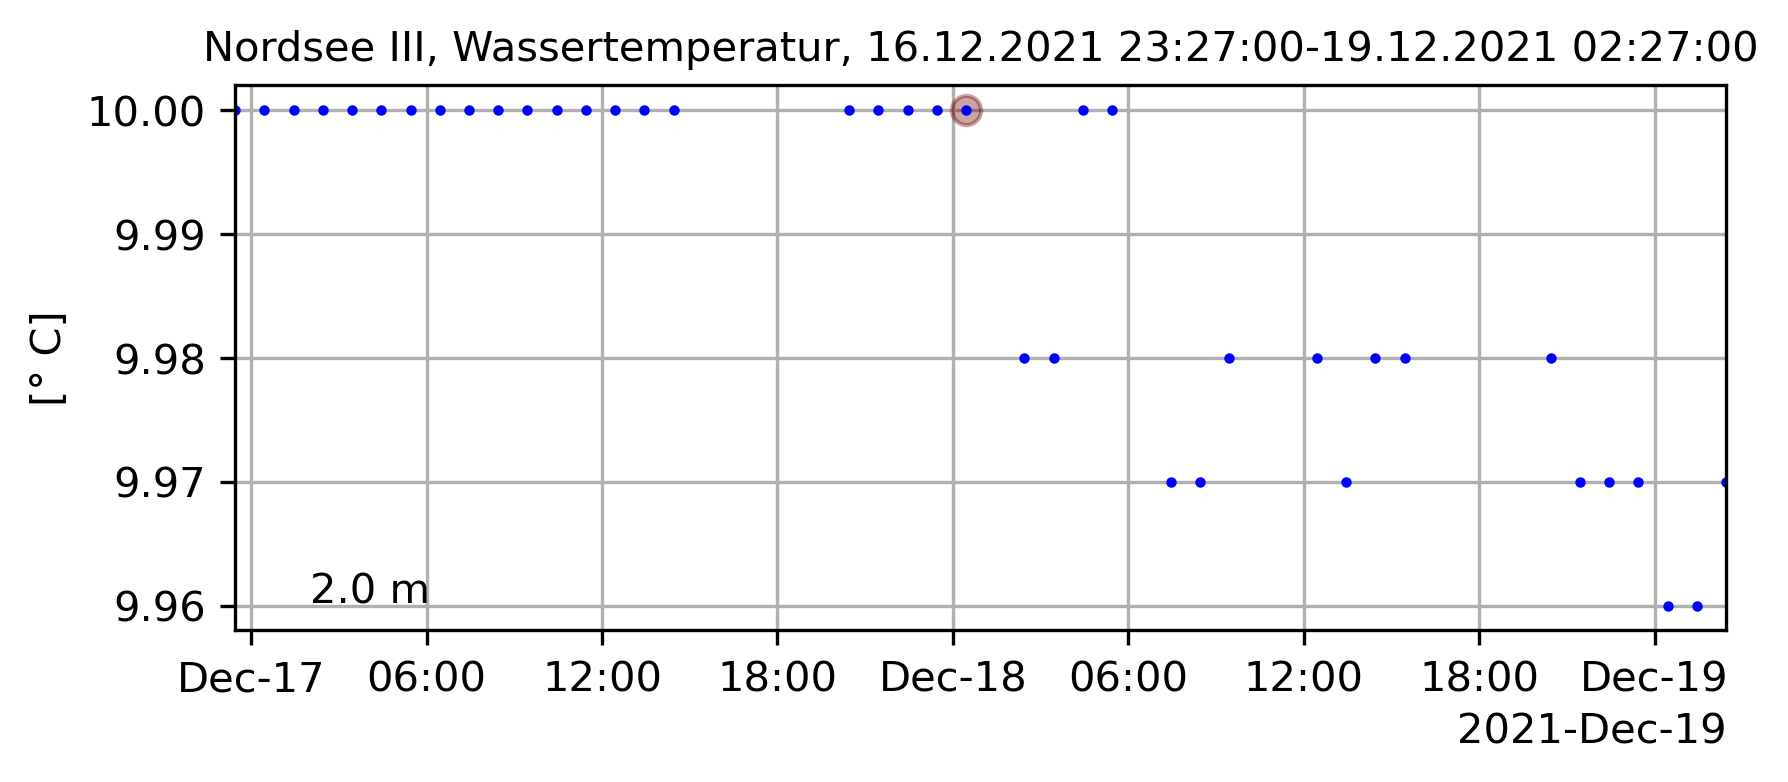 Nordsee III, Wassertemperatur, 16.12.2021 23:27:00-19.12.2021 02:27:00
[° C]
10.00
9.99
9.98
9.97
9.96
2.0 m
Dec-17 06:00 12:00 18:00 Dec-18 06:00 12:00 18:00 Dec-19
2021-Dec-19